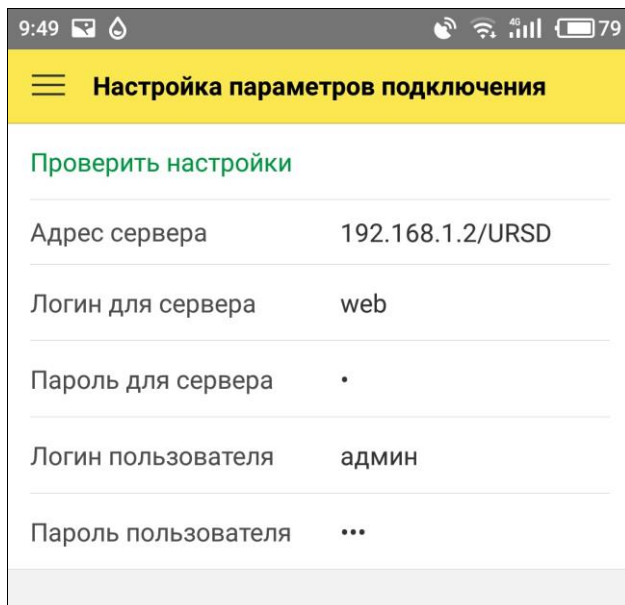 9:49 4G 79
Настройка параметров подключения
Проверить настройки
Адрес сервера 192.168.1.2/URSD
Логин для сервера web
Пароль для сервера •
Логин пользователя админ
Пароль пользователя •••